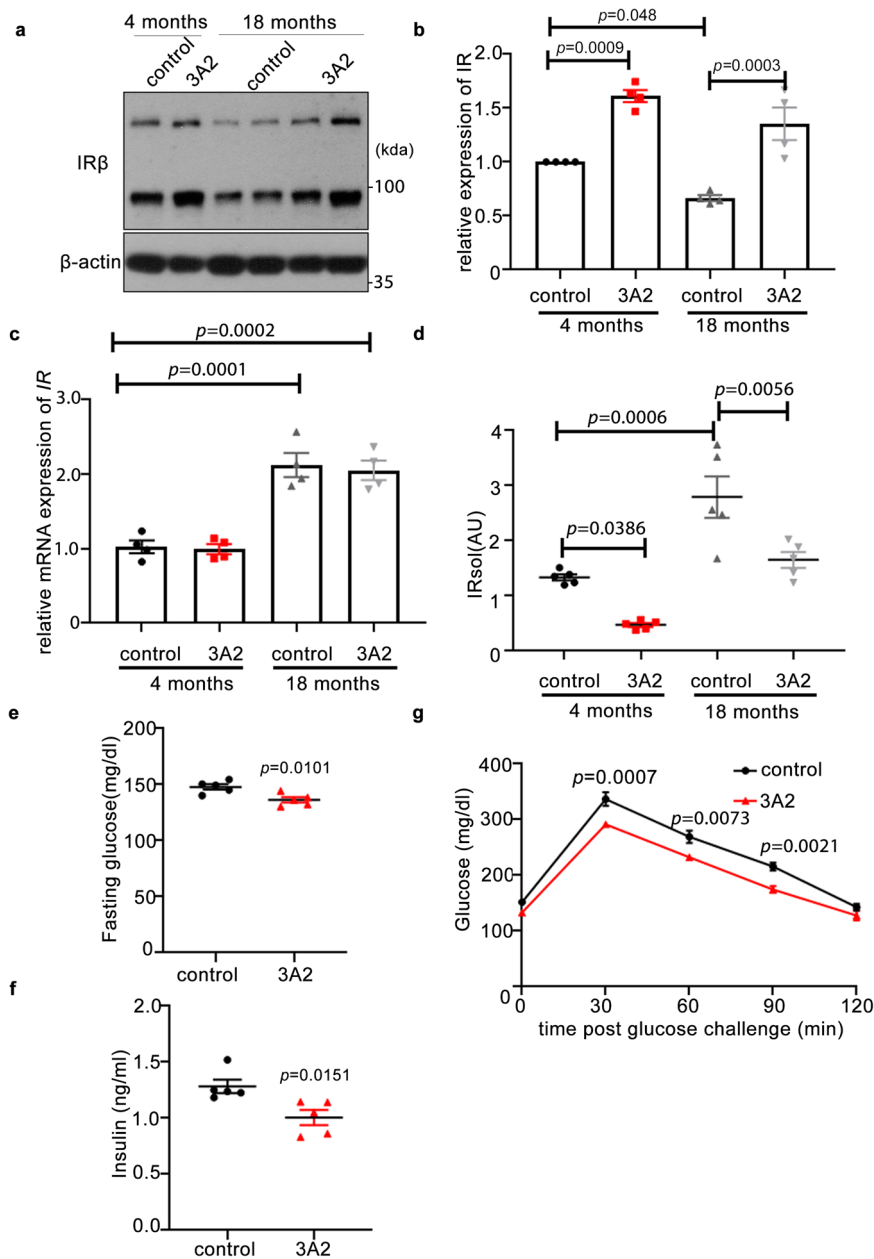 a
4 months
18 months
control
3A2
control
3A2
IRβ
(kda)
100
β-actin
35
b
p=0.048
p=0.0009
p=0.0003
relative expression of IR
2.0
1.5
1.0
0.5
0
control
3A2
control
3A2
4 months
18 months
c
p=0.0002
p=0.0001
relative mRNA expression of IR
3.0
2.0
1.0
0
control
3A2
control
3A2
4 months
18 months
d
p=0.0056
p=0.0006
p=0.0386
IRsol(AU)
4
3
2
1
0
control
3A2
control
3A2
4 months
18 months
e
Fasting glucose(mg/dl)
200
150
100
50
0
p=0.0101
control
3A2
f
Insulin (ng/ml)
2.0
1.5
1.0
0.5
0.0
p=0.0151
control
3A2
g
control
3A2
p=0.0007
p=0.0073
p=0.0021
Glucose (mg/dl)
400
300
200
100
0
0
30
60
90
120
time post glucose challenge (min)